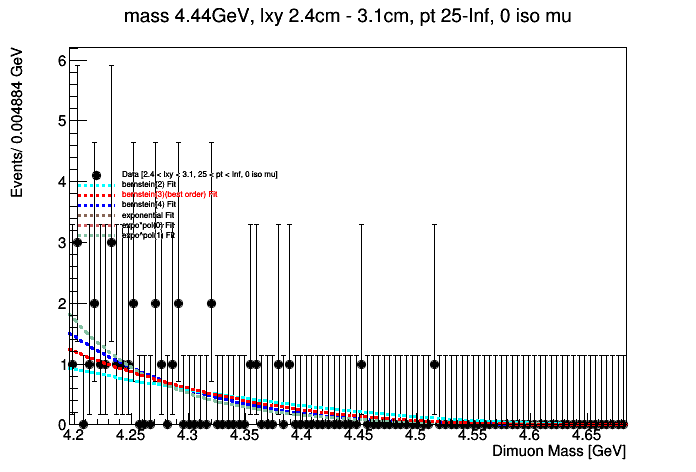 mass 4.44GeV, lxy 2.4cm - 3.1cm, pt 25-Inf, 0 iso mu
Events/ 0.004884 GeV
6
5
4
3
2
1
0
Data [2.4 < lxy < 3.1, 25 < pt < Inf, 0 iso mu]
bernstein(2) Fit
bernstein(3)(best order) Fit
bernstein(4) Fit
exponential Fit
expo*pol(0) Fit
expo*pol(1) Fit
4.2 4.25 4.3 4.35 4.4 4.45 4.5 4.55 4.6 4.65
Dimuon Mass [GeV]